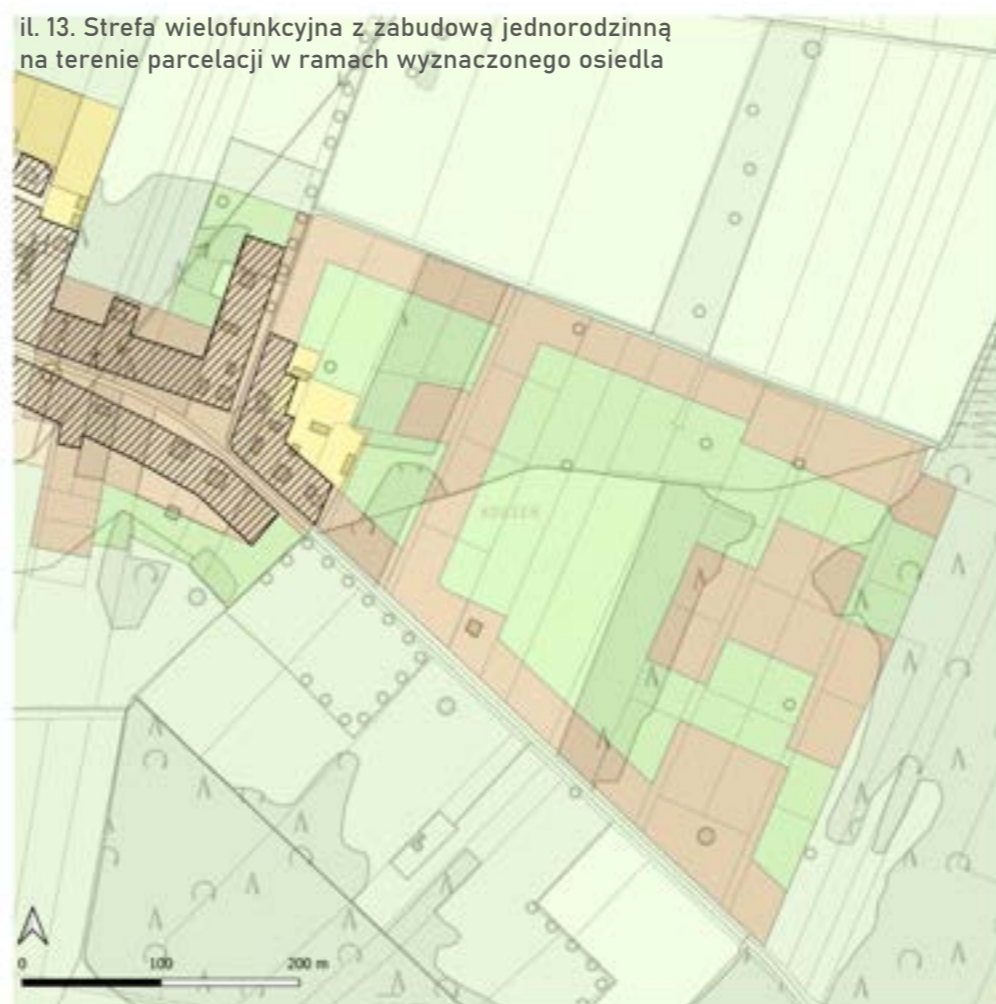 il. 13. Strefa wielofunkcyjna z zabudową jednorodzinną
na terenie parcelacji w ramach wyznaczonego osiedla
0 100 200 m